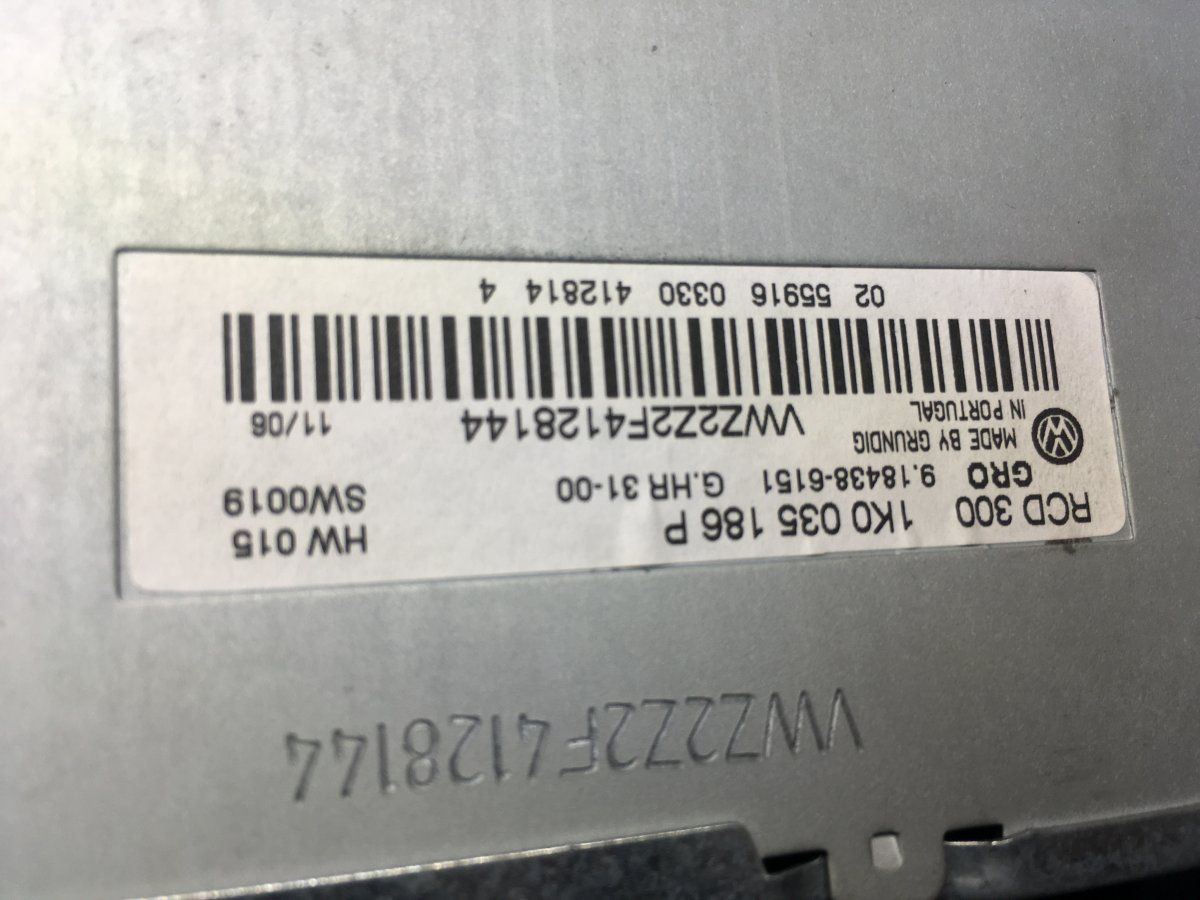 VWZ2Z2F4128144
RCD 300 1K0 035 186 P HW 015
GRO 9.18438-6151 G.HR 31-00 SW0019
MADE BY GRUNDIG
IN PORTUGAL
VWZ2Z2F4128144 11/06
02 55916 0330 412814 4